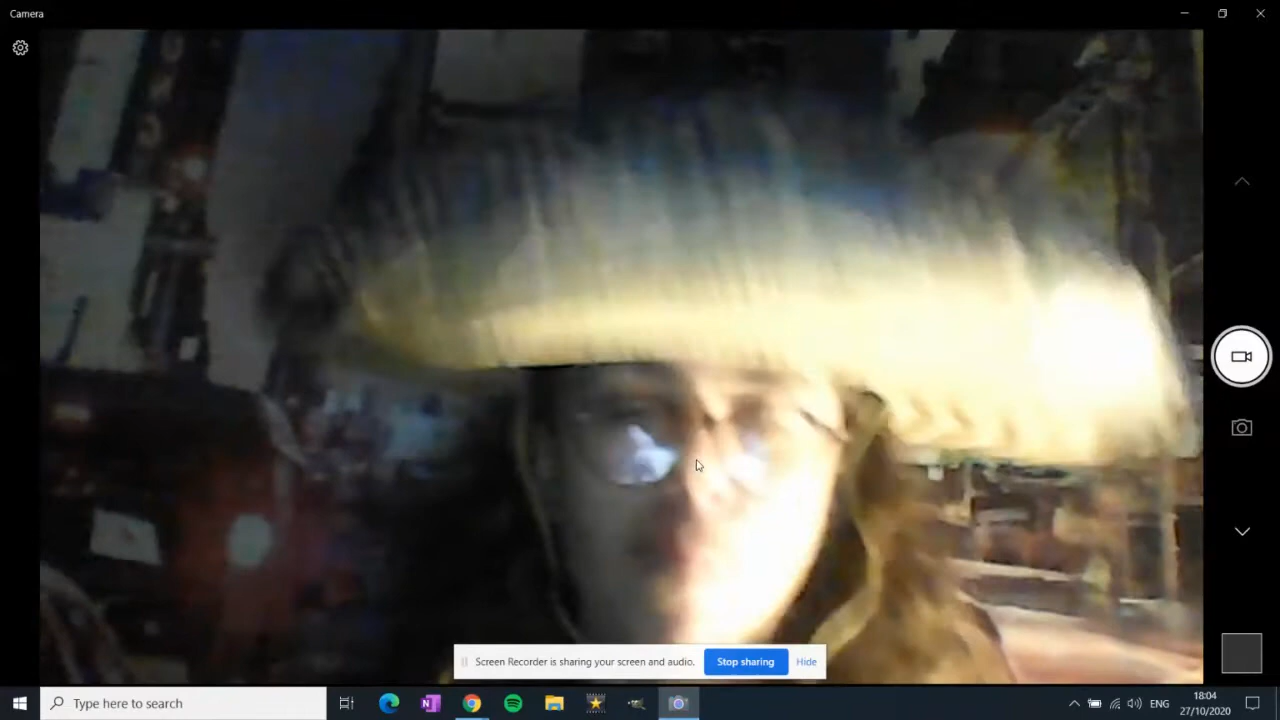 Camera
Screen Recorder is sharing your screen and audio.
Stop sharing
Hide
Type here to search
ENG
18:04
27/10/2020